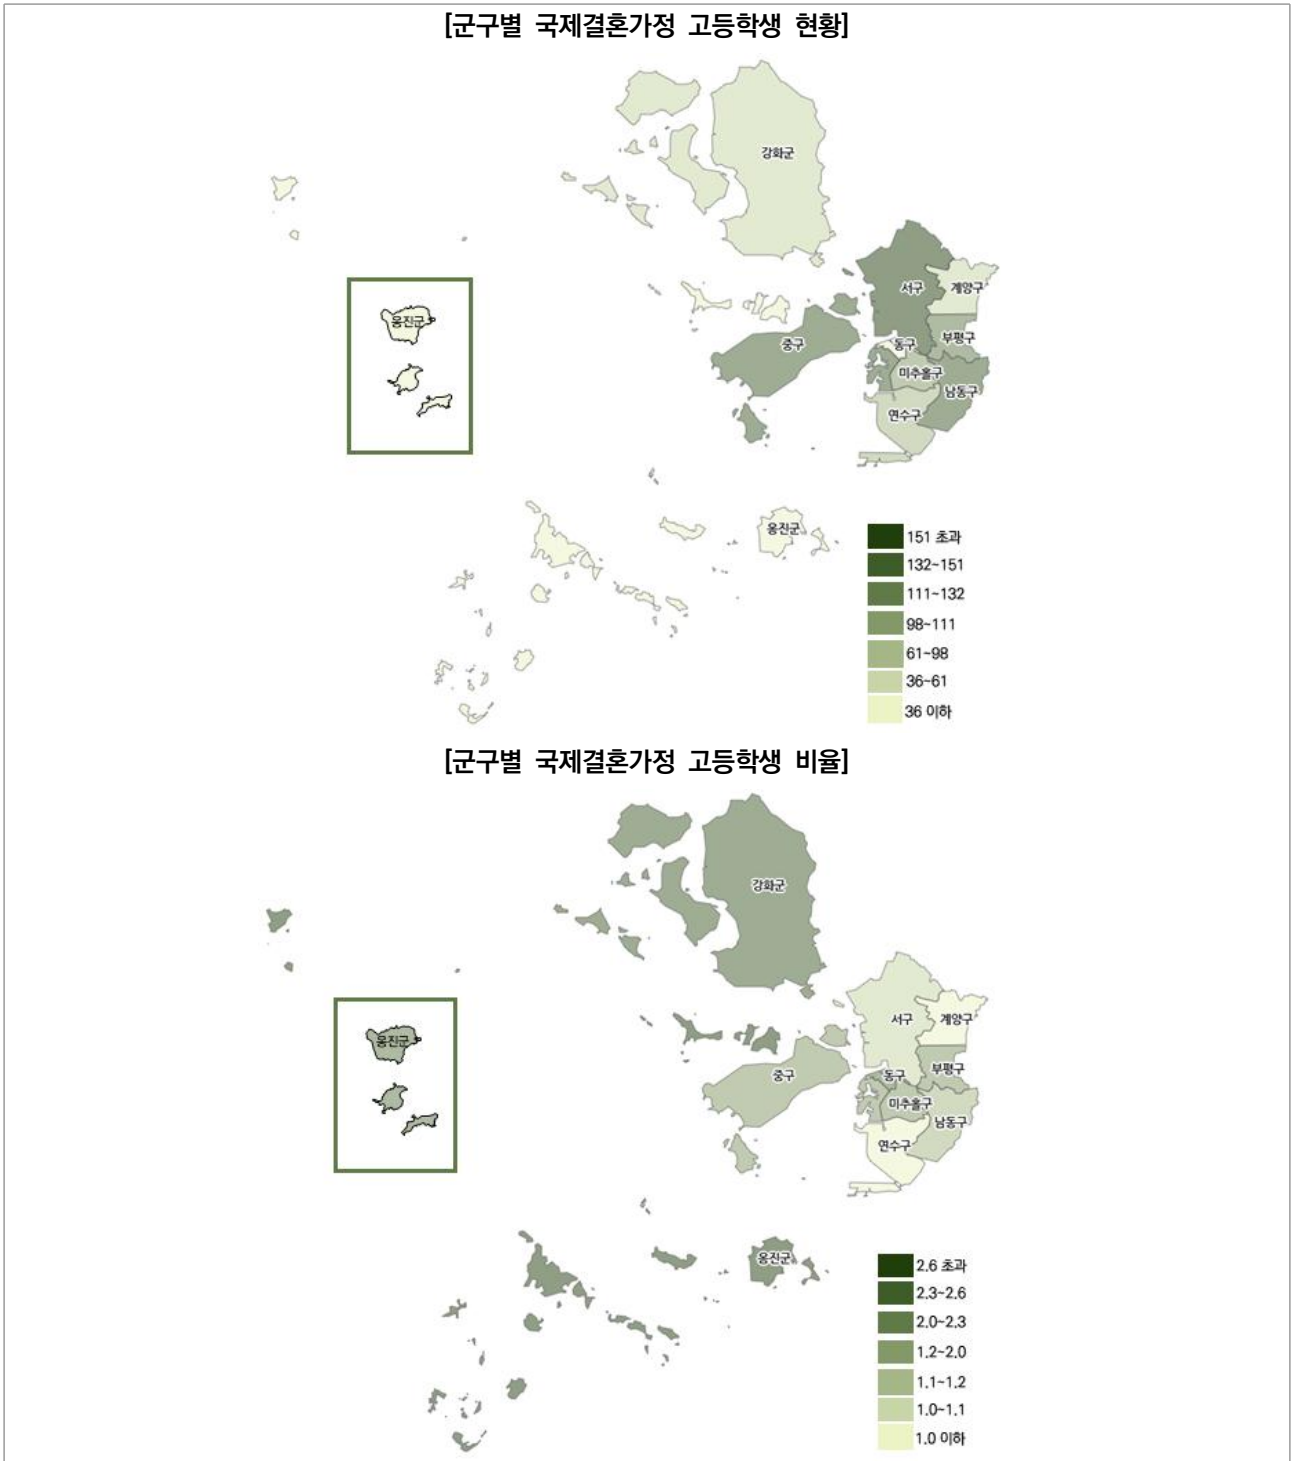 [군구별 국제결혼가정 고등학생 현황]
강화군
서구
계양구
옹진군
중구
동구
부평구
미추홀구
남동구
연수구
옹진군
151 초과
132~151
111~132
98~111
61~98
36~61
36 이하
[군구별 국제결혼가정 고등학생 비율]
강화군
서구
계양구
옹진군
중구
동구
부평구
미추홀구
남동구
연수구
옹진군
2.6 초과
2.3~2.6
2.0~2.3
1.2~2.0
1.1~1.2
1.0~1.1
1.0 이하